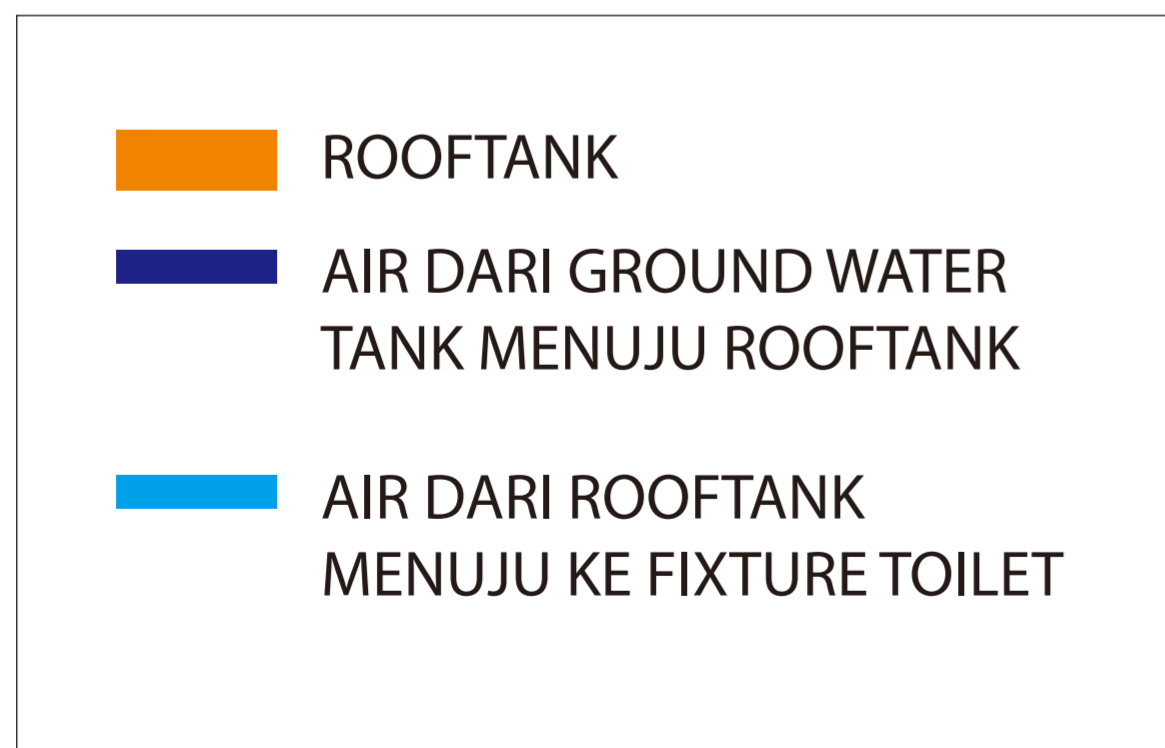 ROOFTANK
AIR DARI GROUND WATER
TANK MENUJU ROOFTANK
AIR DARI ROOFTANK
MENUJU KE FIXTURE TOILET